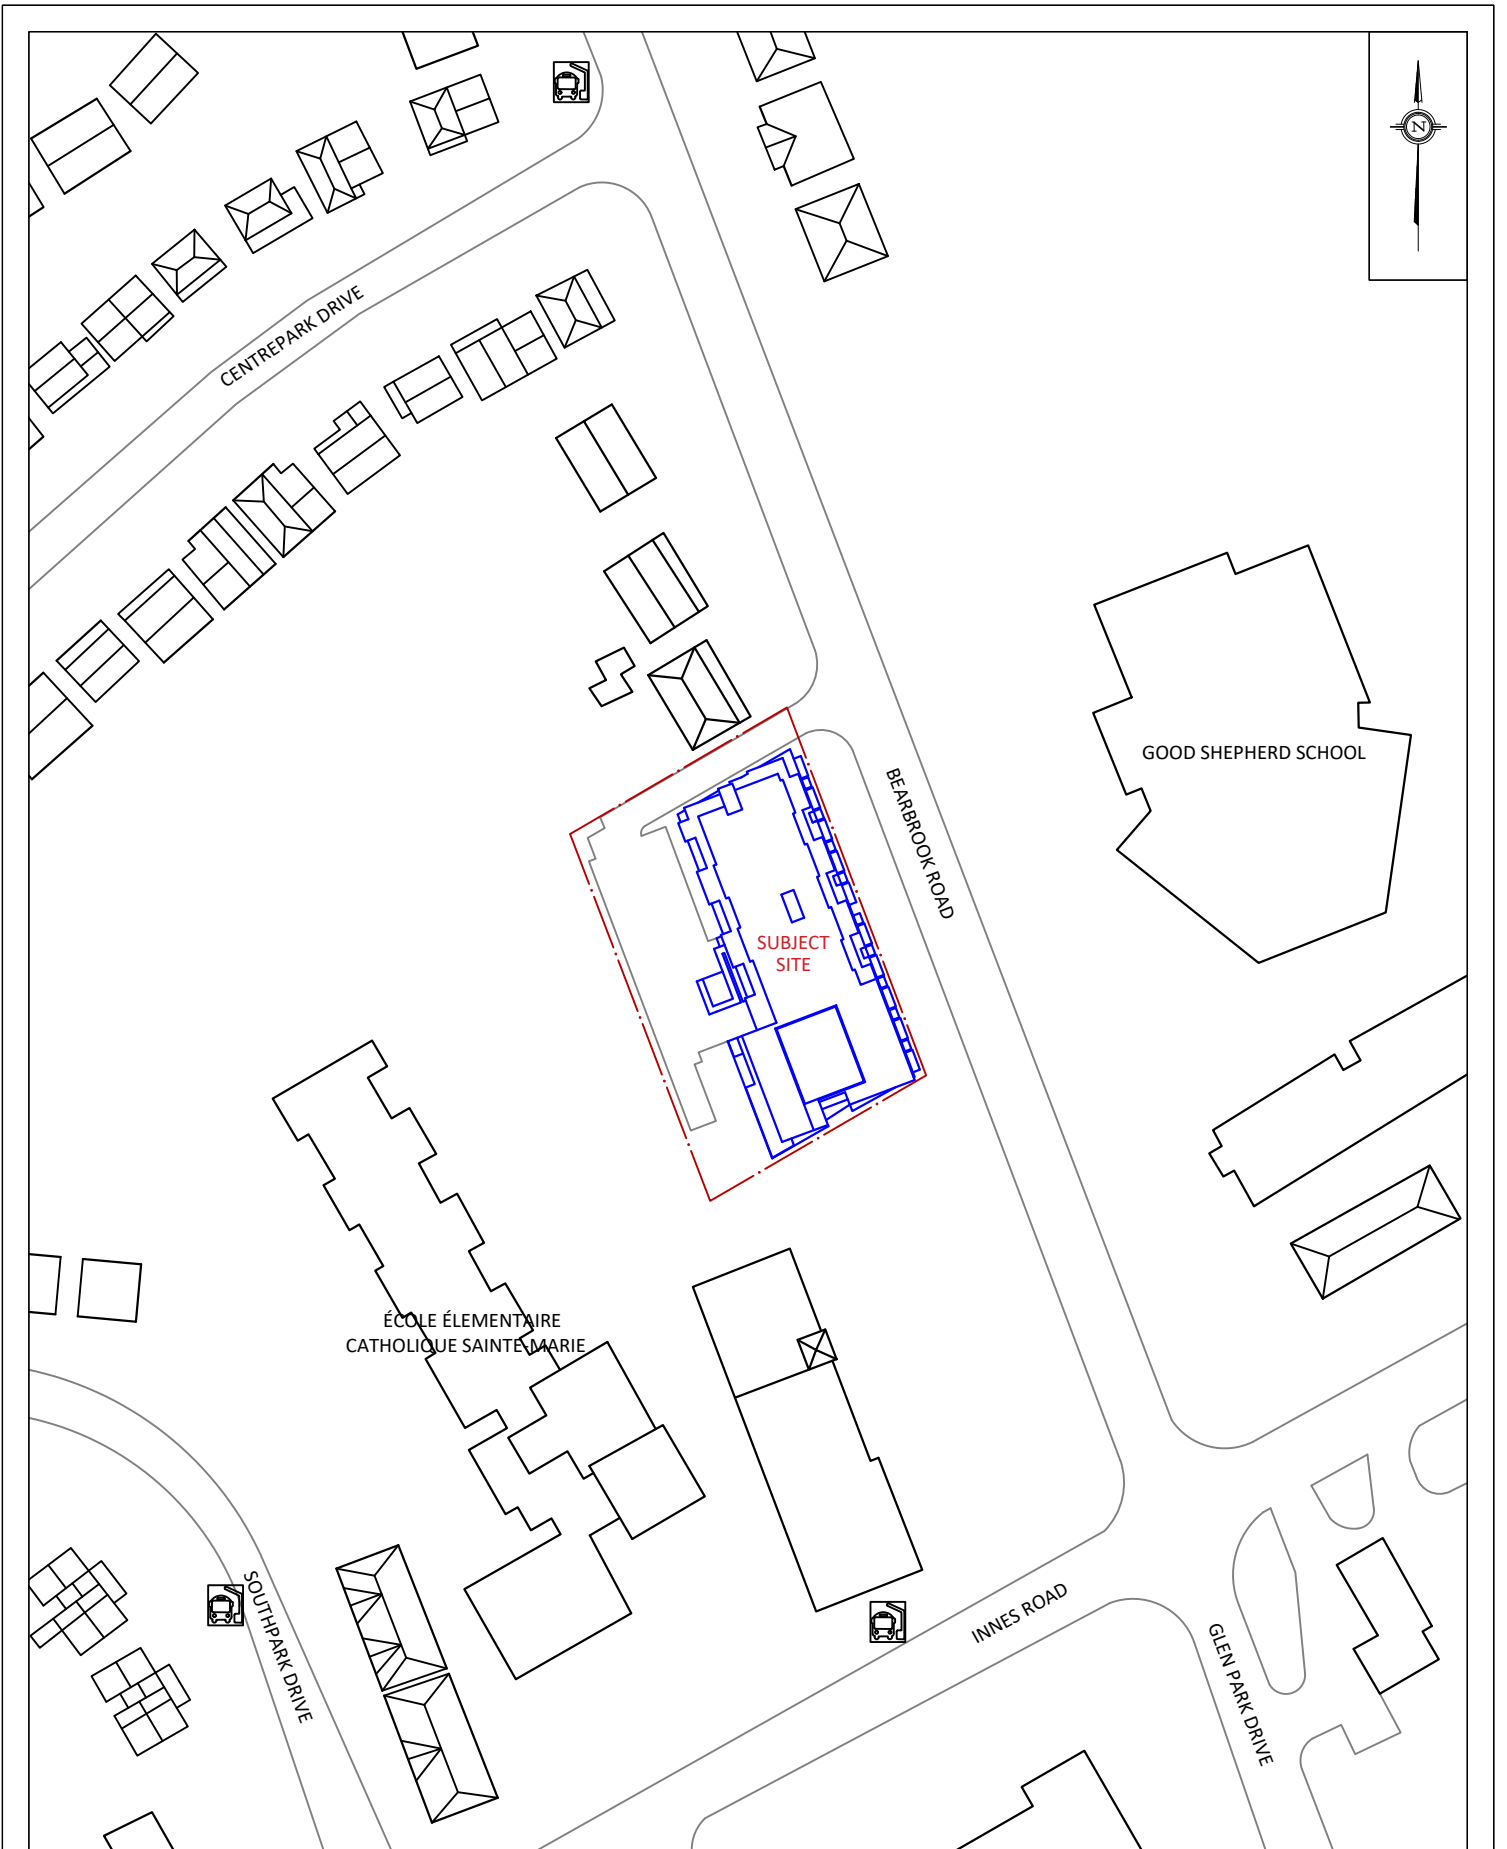 N
CENTREPARK DRIVE
GOOD SHEPHERD SCHOOL
BEARBROOK ROAD
SUBJECT
SITE
ÉCOLE ÉLEMENTAIRE
CATHOLIQUE SAINTE-MARIE
SOUTHPARK DRIVE
INNES ROAD
GLEN PARK DRIVE